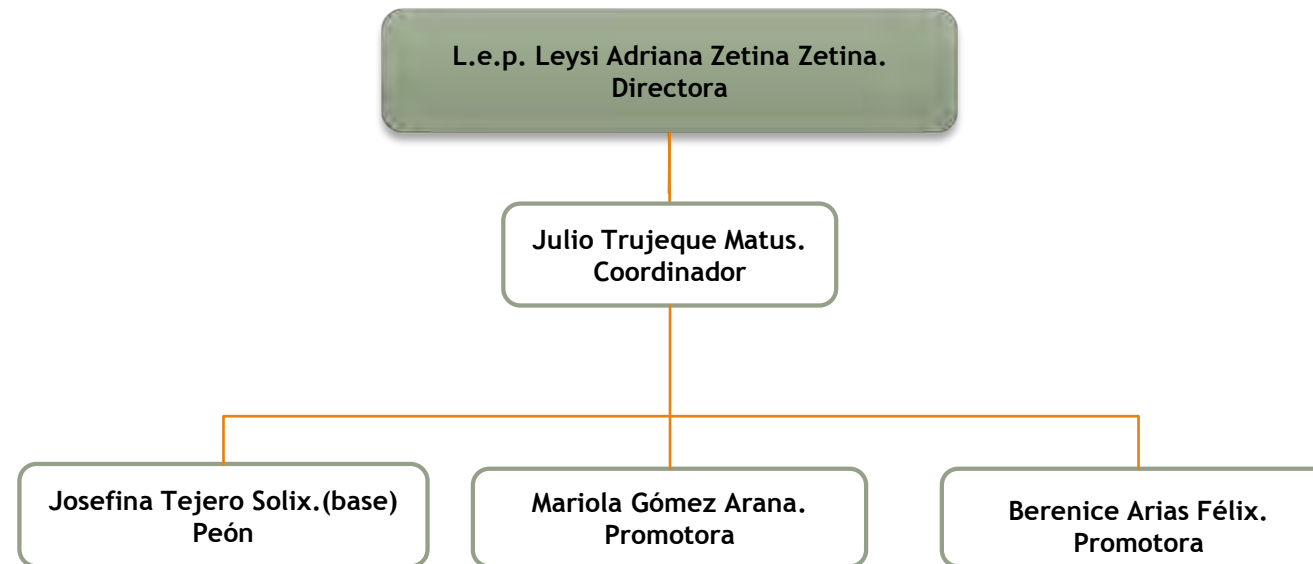 L.e.p. Leysi Adriana Zetina Zetina.
Directora
Julio Trujeque Matus.
Coordinador
Josefina Tejero Solix.(base)
Peón
Mariola Gómez Arana.
Promotora
Berenice Arias Félix.
Promotora